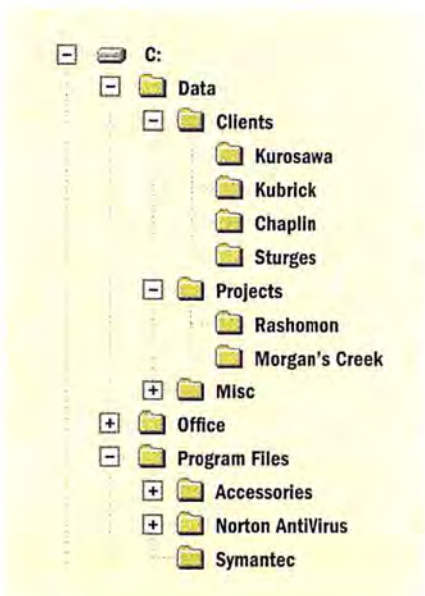 C:
Data
Clients
Kurosawa
Kubrick
Chaplin
Sturges
Projects
Rashomon
Morgan's Creek
Misc
Office
Program Files
Accessories
Norton AntiVirus
Symantec